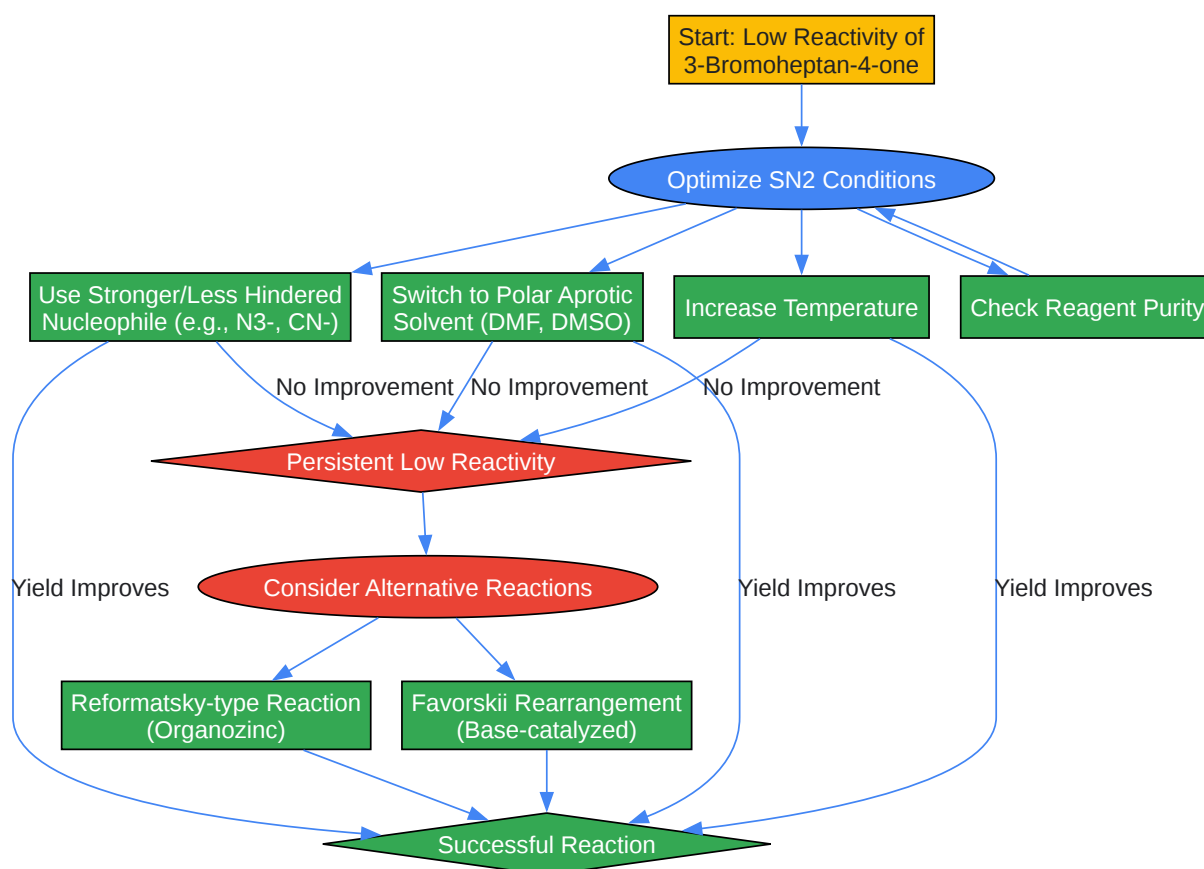 Start: Low Reactivity of
3-Bromoheptan-4-one
Optimize SN2 Conditions
Use Stronger/Less Hindered
Nucleophile (e.g., N3-, CN-)
Switch to Polar Aprotic
Solvent (DMF, DMSO)
Increase Temperature
Check Reagent Purity
No Improvement
No Improvement
No Improvement
Persistent Low Reactivity
Consider Alternative Reactions
Yield Improves
Yield Improves
Yield Improves
Reformatsky-type Reaction
(Organozinc)
Favorskii Rearrangement
(Base-catalyzed)
Successful Reaction